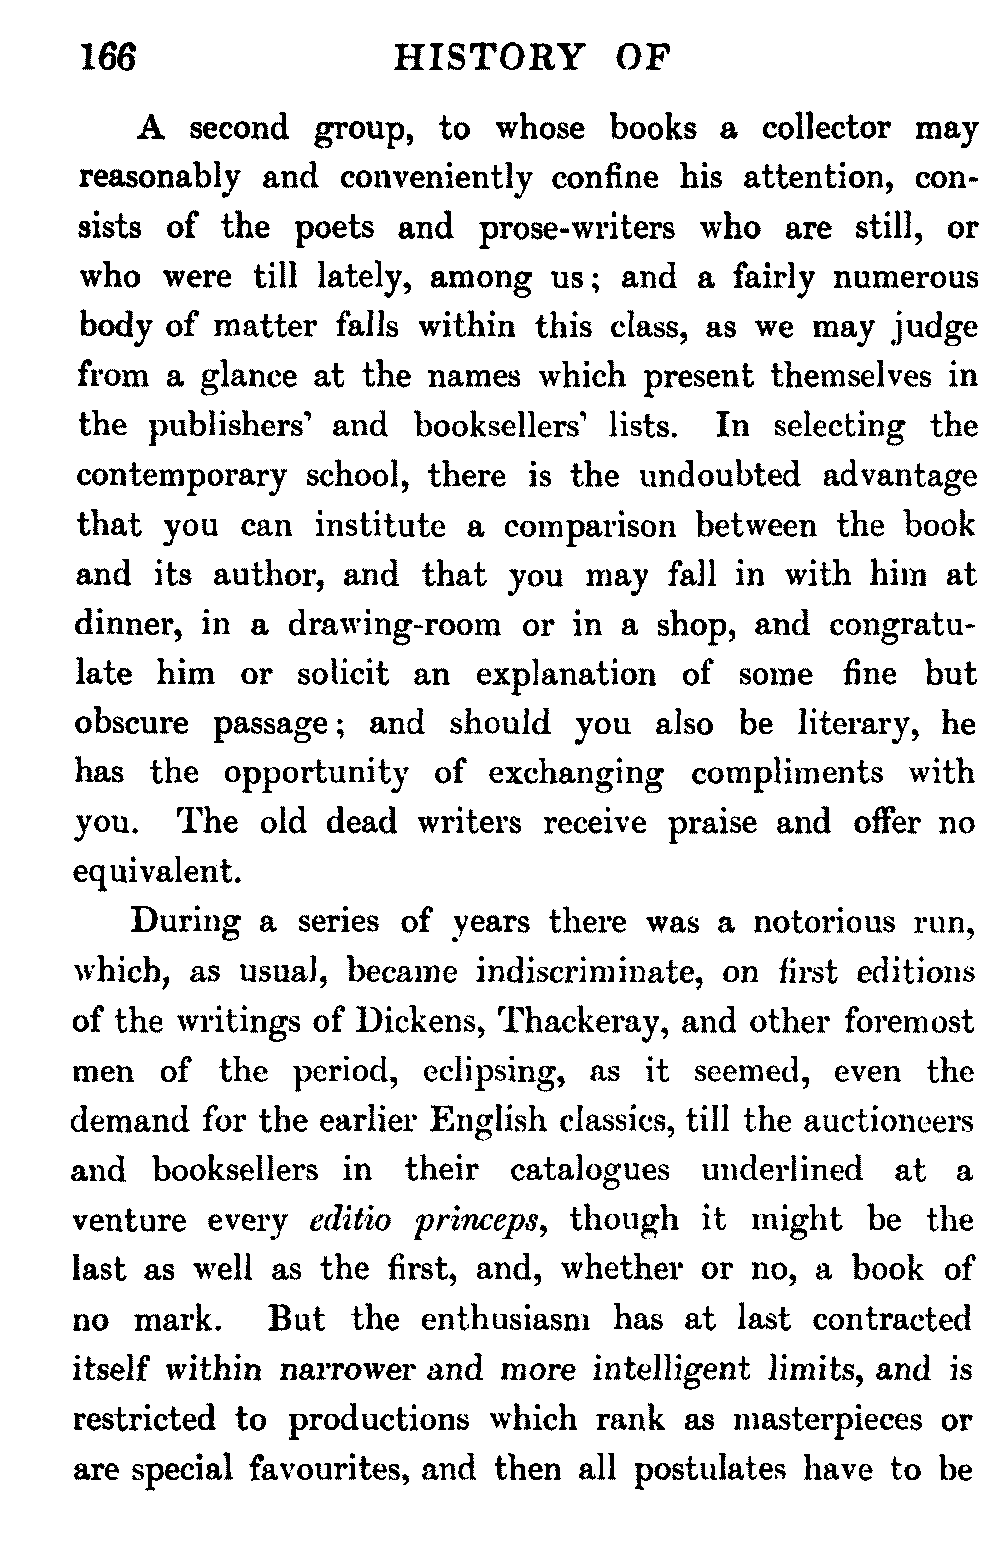 166 HISTORY OF
A second group, to whose books a collector may
reasonably and conveniently confine his attention, con-
sists of the poets and prose-writers who are still, or
who were till lately, among us; and a fairly numerous
body of matter falls within this class, as we may judge
from a glance at the names which present themselves in
the publishers' and booksellers' lists. In selecting the
contemporary school, there is the undoubted advantage
that you can institute a comparison between the book
and its author, and that you may fall in with him at
dinner, in a drawing-room or in a shop, and congratu-
late him or solicit an explanation of some fine but
obscure passage; and should you also be literary, he
has the opportunity of exchanging compliments with
you. The old dead writers receive praise and offer no
equivalent.
During a series of years there was a notorious run,
which, as usual, became indiscriminate, on first editions
of the writings of Dickens, Thackeray, and other foremost
men of the period, eclipsing, as it seemed, even the
demand for the earlier English classics, till the auctioneers
and booksellers in their catalogues underlined at a
venture every editio princeps, though it might be the
last as well as the first, and, whether or no, a book of
no mark. But the enthusiasm has at last contracted
itself within narrower and more intelligent limits, and is
restricted to productions which rank as masterpieces or
are special favourites, and then all postulates have to be